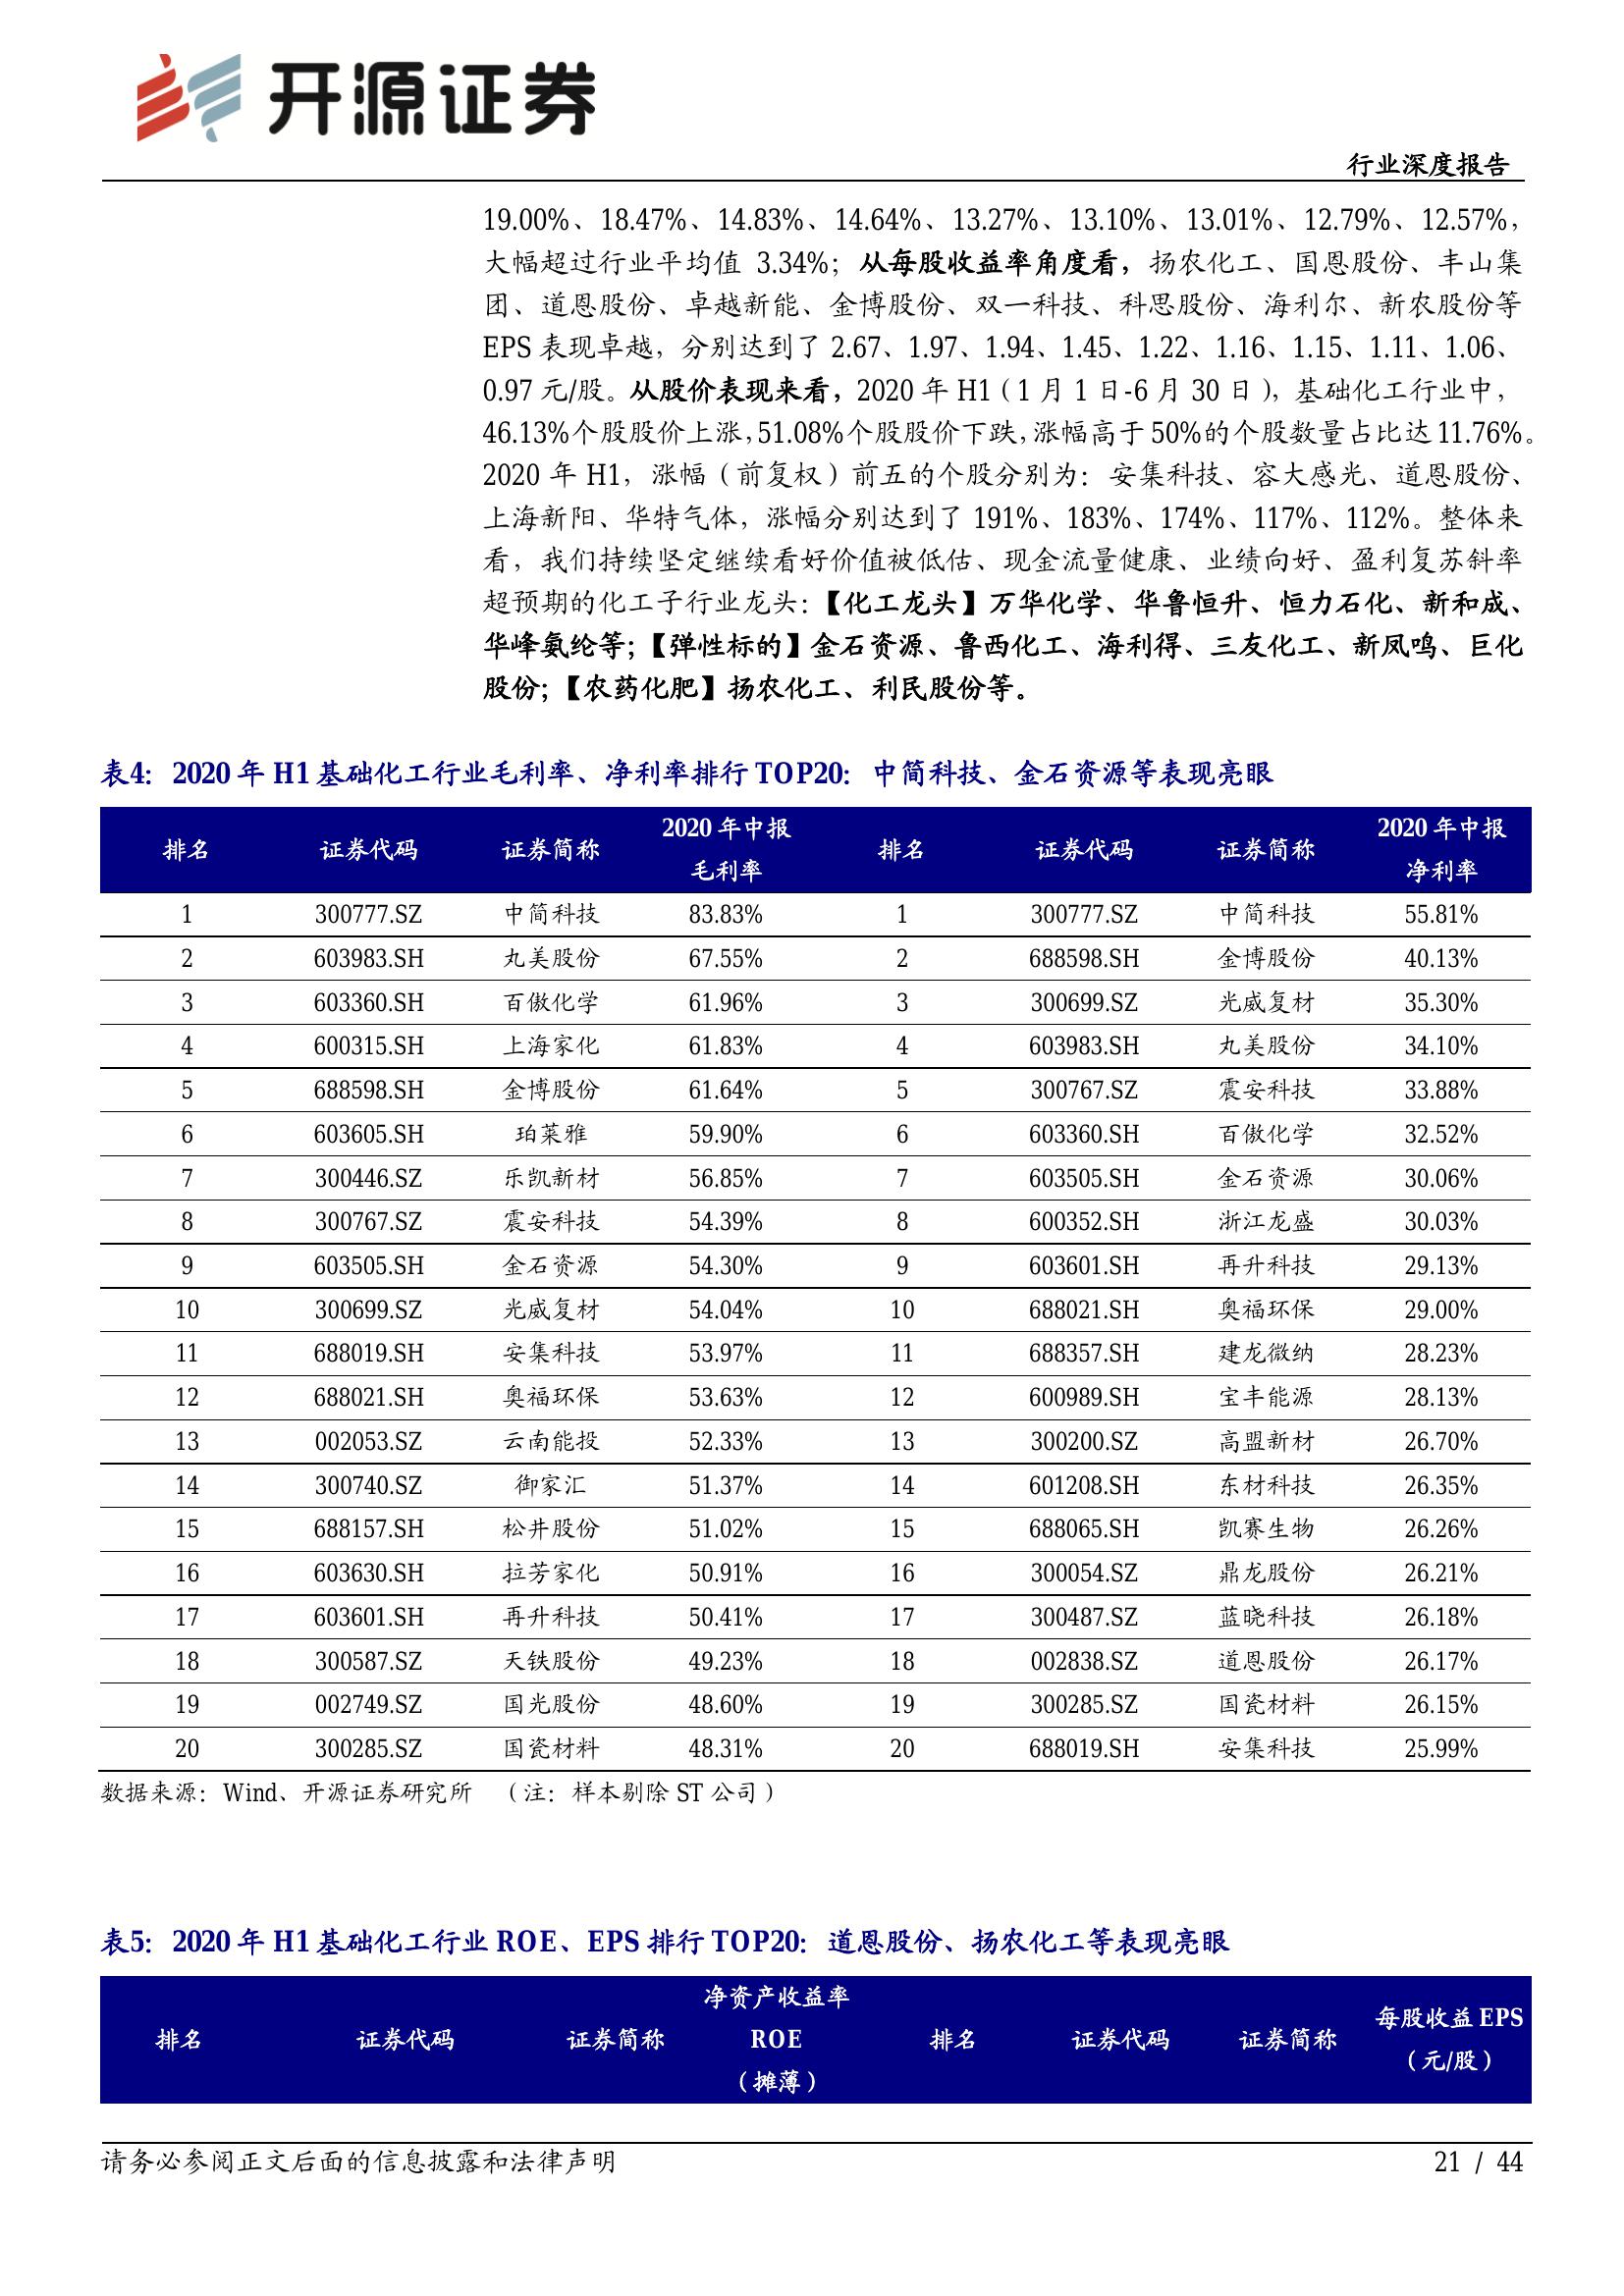 开源证券
行业深度报告
19.00%、18.47%、14.83%、14.64%、13.27%、13.10%、13.01%、12.79%、12.57%，
大幅超过行业平均值 3.34%；从每股收益率角度看，扬农化工、国恩股份、丰山集
团、道恩股份、卓越新能、金博股份、双一科技、科思股份、海利尔、新农股份等
EPS 表现卓越，分别达到了 2.67、1.97、1.94、1.45、1.22、1.16、1.15、1.11、1.06、
0.97 元/股。从股价表现来看，2020 年 H1（1 月 1 日-6 月 30 日），基础化工行业中，
46.13%个股股价上涨，51.08%个股股价下跌，涨幅高于 50%的个股数量占比达 11.76%。
2020 年 H1，涨幅（前复权）前五的个股分别为：安集科技、容大感光、道恩股份、
上海新阳、华特气体，涨幅分别达到了 191%、183%、174%、117%、112%。整体来
看，我们持续坚定继续看好价值被低估、现金流量健康、业绩向好、盈利复苏斜率
超预期的化工子行业龙头：【化工龙头】万华化学、华鲁恒升、恒力石化、新和成、
华峰氨纶等；【弹性标的】金石资源、鲁西化工、海利得、三友化工、新凤鸣、巨化
股份；【农药化肥】扬农化工、利民股份等。
表4： 2020 年 H1 基础化工行业毛利率、净利率排行 TOP20： 中简科技、金石资源等表现亮眼
排名 证券代码 证券简称 2020 年中报 毛利率 排名 证券代码 证券简称 2020 年中报 净利率
1 300777.SZ 中简科技 83.83% 1 300777.SZ 中简科技 55.81%
2 603983.SH 丸美股份 67.55% 2 688598.SH 金博股份 40.13%
3 603360.SH 百傲化学 61.96% 3 300699.SZ 光威复材 35.30%
4 600315.SH 上海家化 61.83% 4 603983.SH 丸美股份 34.10%
5 688598.SH 金博股份 61.64% 5 300767.SZ 震安科技 33.88%
6 603605.SH 珀莱雅 59.90% 6 603360.SH 百傲化学 32.52%
7 300446.SZ 乐凯新材 56.85% 7 603505.SH 金石资源 30.06%
8 300767.SZ 震安科技 54.39% 8 600352.SH 浙江龙盛 30.03%
9 603505.SH 金石资源 54.30% 9 603601.SH 再升科技 29.13%
10 300699.SZ 光威复材 54.04% 10 688021.SH 奥福环保 29.00%
11 688019.SH 安集科技 53.97% 11 688357.SH 建龙微纳 28.23%
12 688021.SH 奥福环保 53.63% 12 600989.SH 宝丰能源 28.13%
13 002053.SZ 云南能投 52.33% 13 300200.SZ 高盟新材 26.70%
14 300740.SZ 御家汇 51.37% 14 601208.SH 东材科技 26.35%
15 688157.SH 松井股份 51.02% 15 688065.SH 凯赛生物 26.26%
16 603630.SH 拉芳家化 50.91% 16 300054.SZ 鼎龙股份 26.21%
17 603601.SH 再升科技 50.41% 17 300487.SZ 蓝晓科技 26.18%
18 300587.SZ 天铁股份 49.23% 18 002838.SZ 道恩股份 26.17%
19 002749.SZ 国光股份 48.60% 19 300285.SZ 国瓷材料 26.15%
20 300285.SZ 国瓷材料 48.31% 20 688019.SH 安集科技 25.99%
数据来源：Wind、开源证券研究所 （注：样本剔除 ST 公司）
表5： 2020 年 H1 基础化工行业 ROE、EPS 排行 TOP20： 道恩股份、扬农化工等表现亮眼
排名 证券代码 证券简称 净资产收益率 ROE （摊薄） 排名 证券代码 证券简称 每股收益 EPS （元/股）
请务必参阅正文后面的信息披露和法律声明 21 / 44